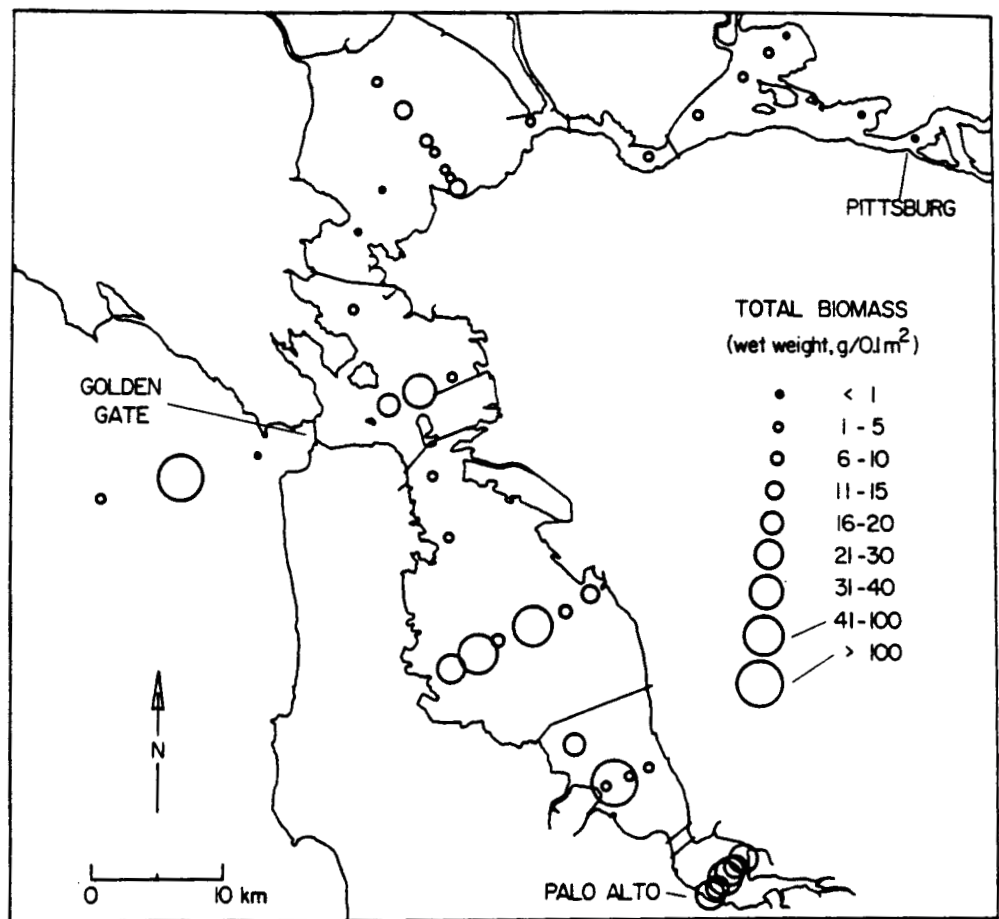 PITTSBURG
TOTAL BIOMASS
(wet weight, g/0.1m²)
< 1
1-5
6-10
11-15
16-20
21-30
31-40
41-100
> 100
GOLDEN
GATE
N
0 10 km
PALO ALTO